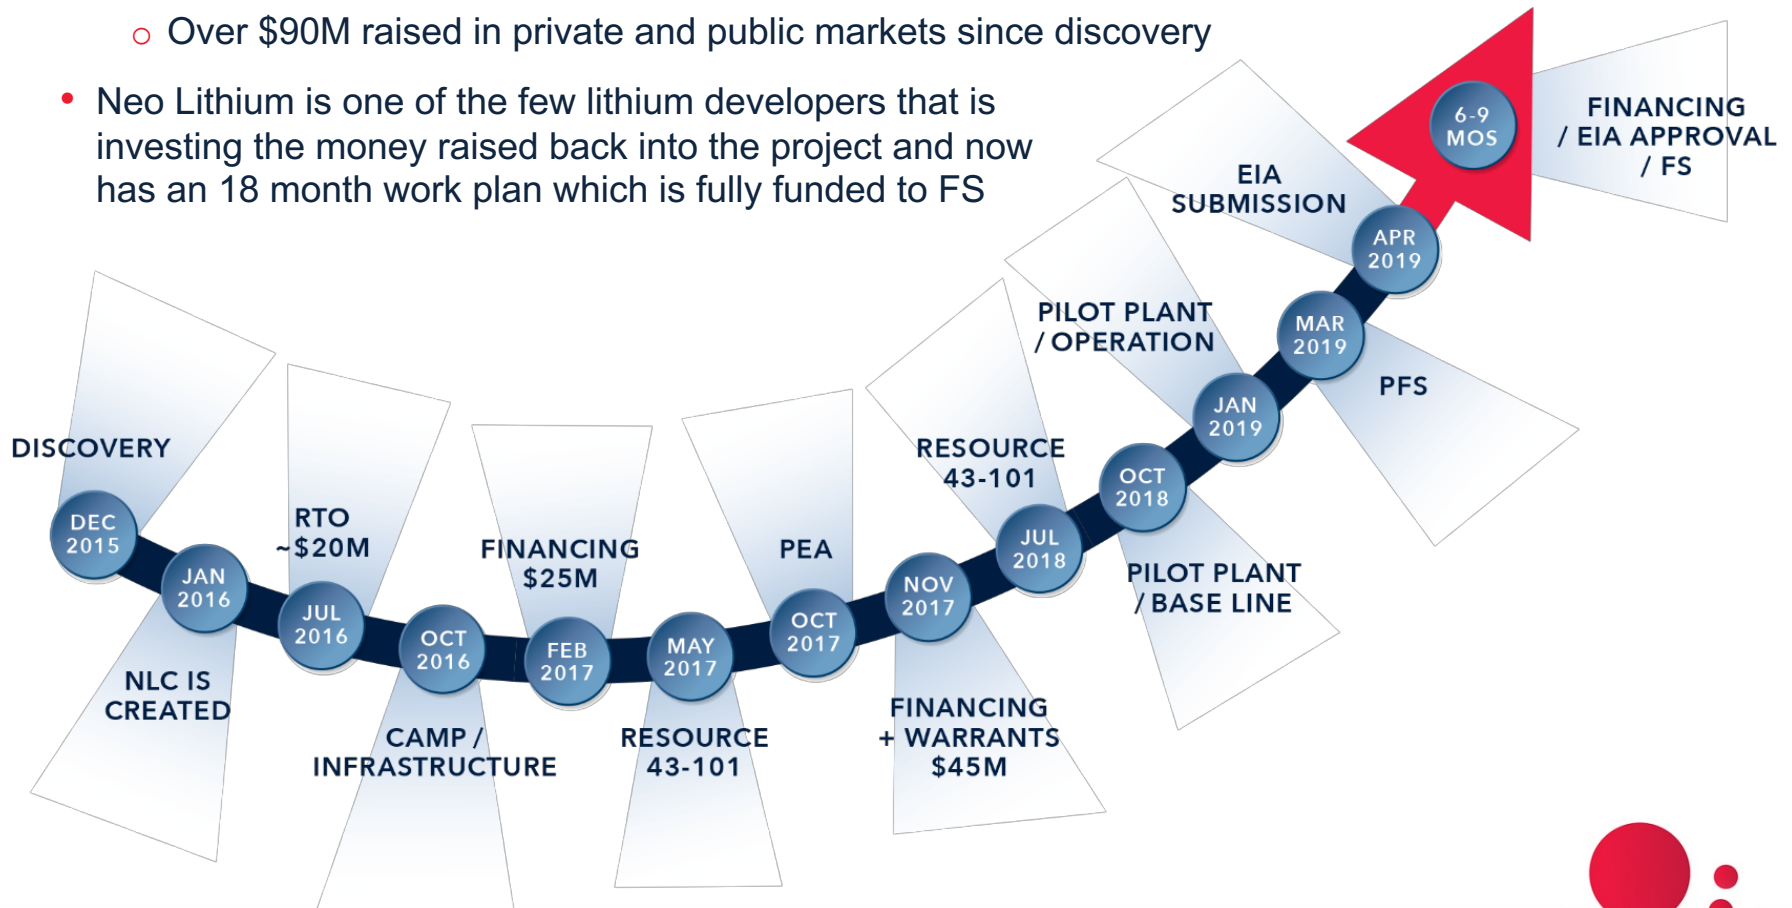 ○ Over $90M raised in private and public markets since discovery
• Neo Lithium is one of the few lithium developers that is
investing the money raised back into the project and now
has an 18 month work plan which is fully funded to FS
DISCOVERY
DEC
2015
JAN
2016
NLC IS
CREATED
RTO
~$20M
JUL
2016
OCT
2016
CAMP /
INFRASTRUCTURE
FINANCING
$25M
FEB
2017
MAY
2017
RESOURCE
43-101
PEA
OCT
2017
NOV
2017
FINANCING
+ WARRANTS
$45M
RESOURCE
43-101
JUL
2018
OCT
2018
PILOT PLANT
/ BASE LINE
PILOT PLANT
/ OPERATION
JAN
2019
MAR
2019
PFS
EIA
SUBMISSION
APR
2019
6-9
MOS
FINANCING
/ EIA APPROVAL
/ FS